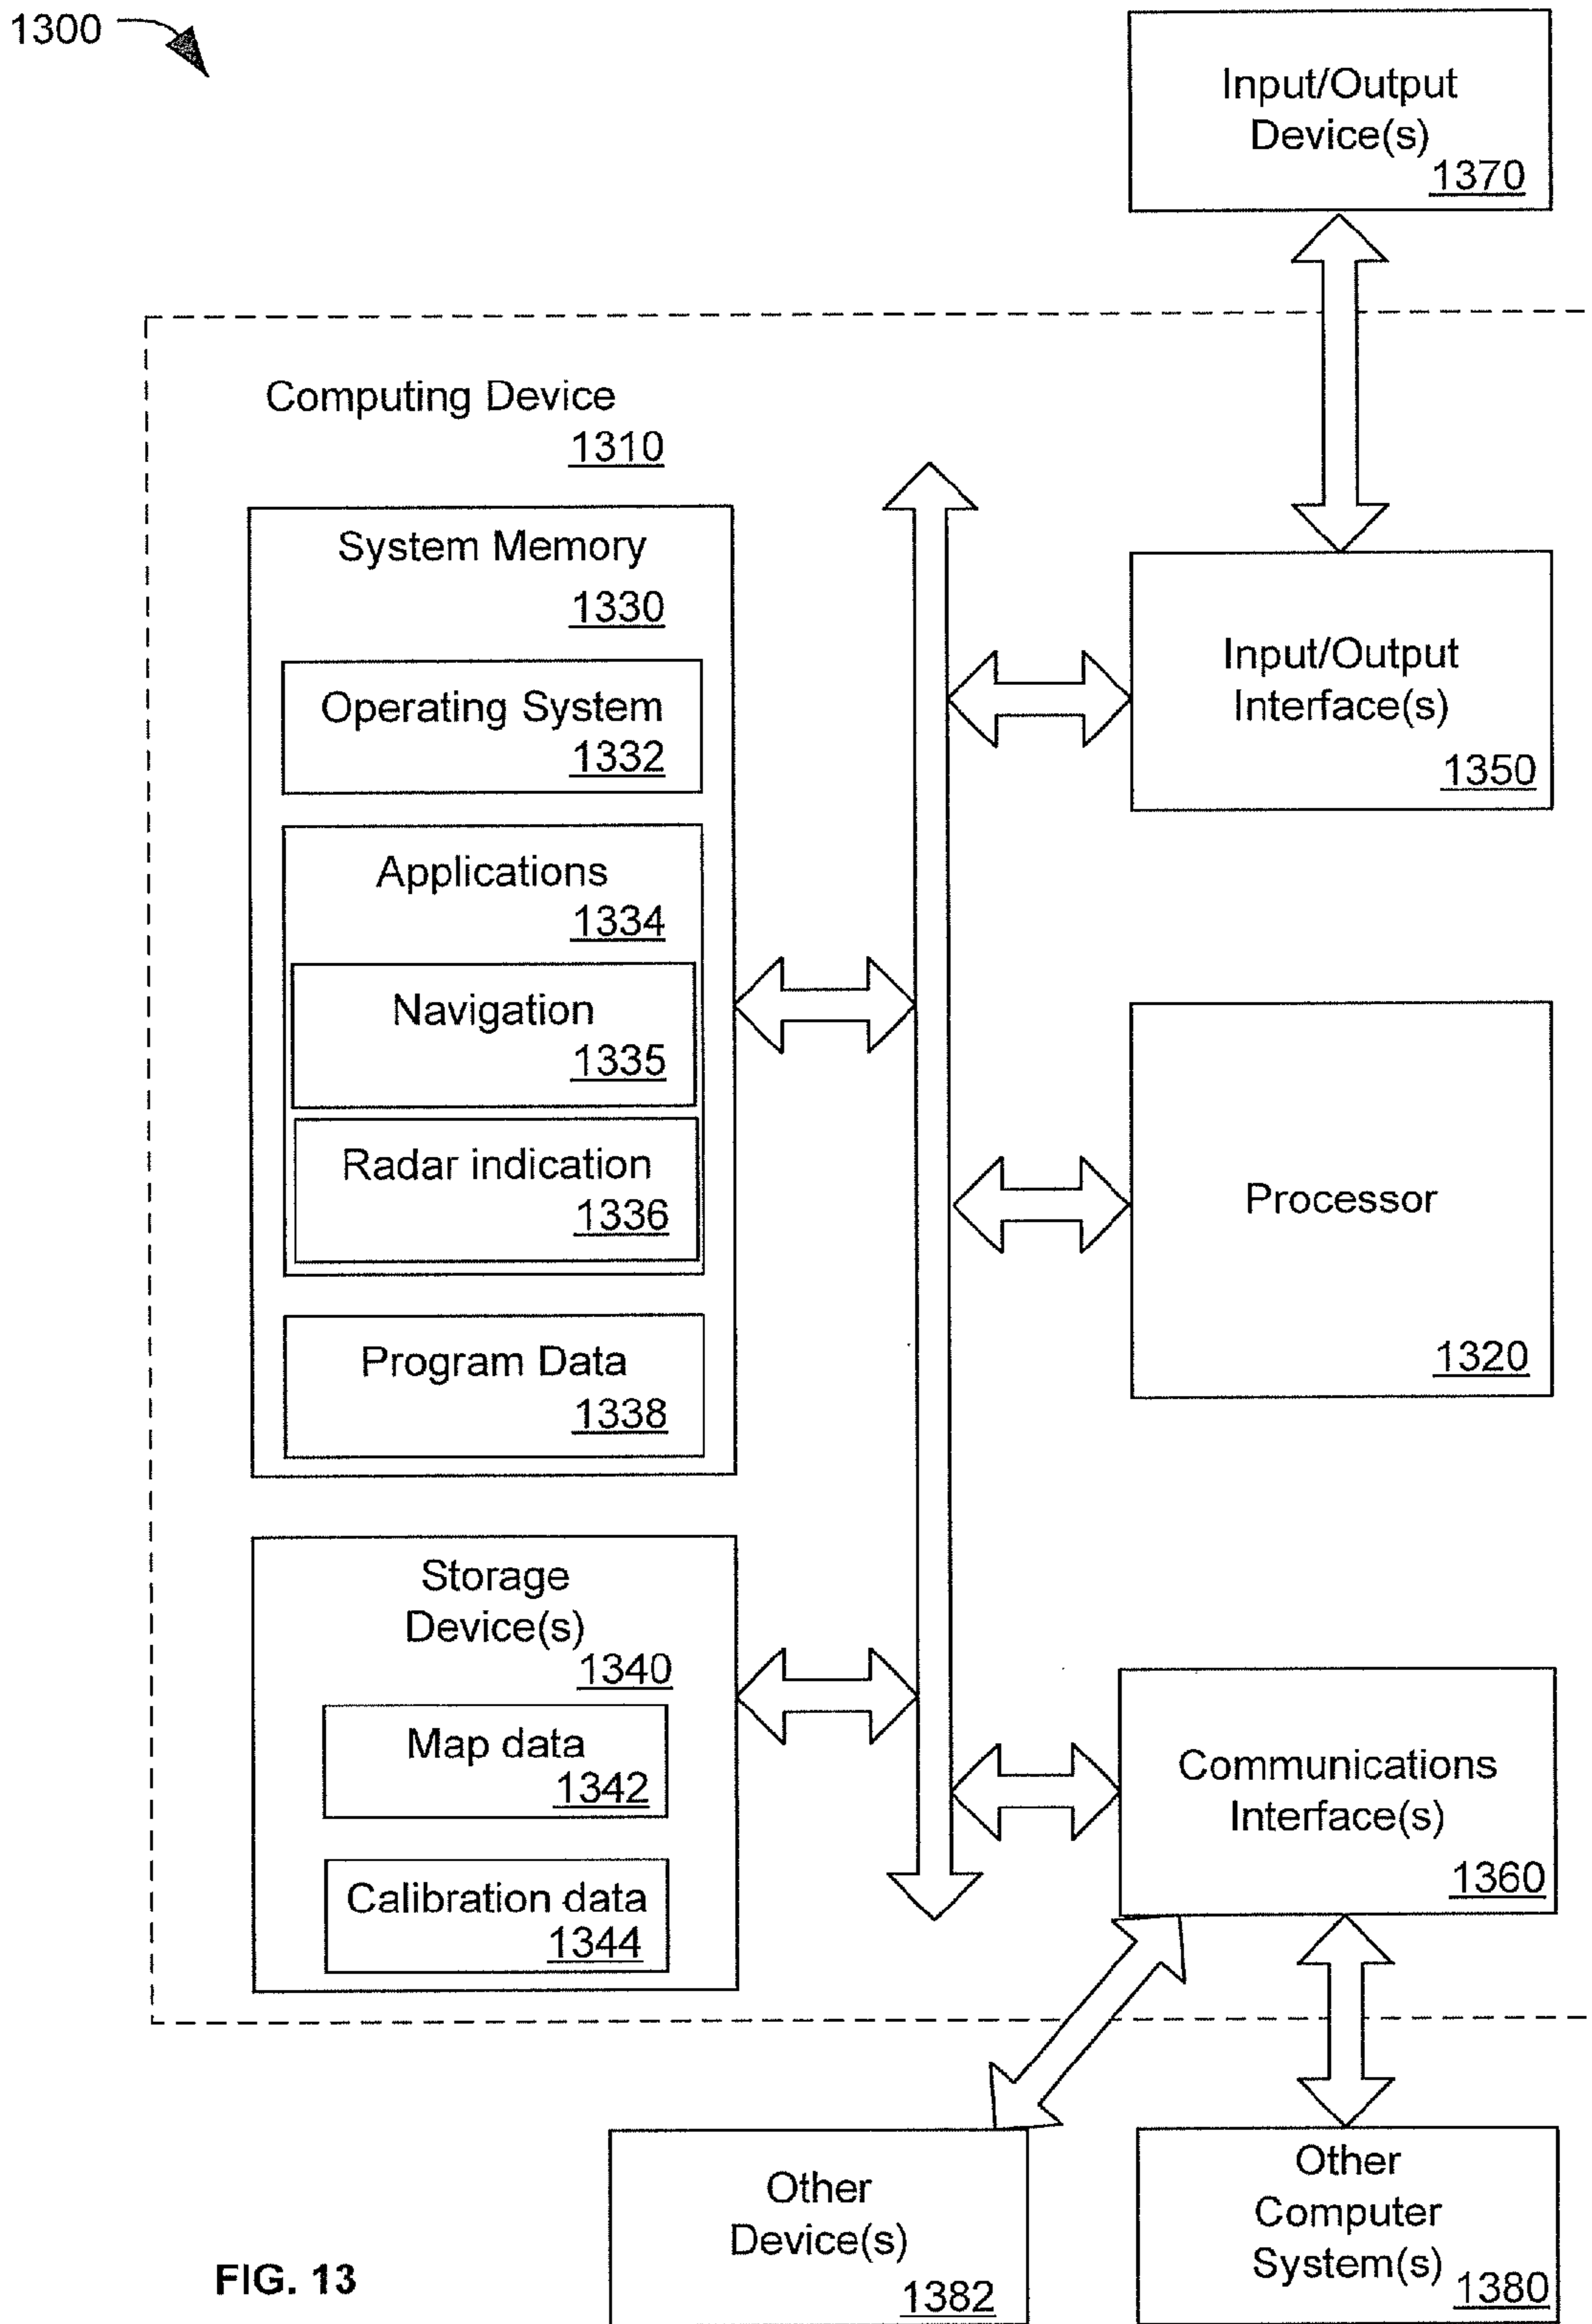 1300
Input/Output
Device(s)
1370
Computing Device
1310
System Memory
1330
Operating System
1332
Applications
1334
Navigation
1335
Radar indication
1336
Program Data
1338
Storage
Device(s)
1340
Map data
1342
Calibration data
1344
Input/Output
Interface(s)
1350
Processor
1320
Communications
Interface(s)
1360
Other
Device(s)
1382
Other
Computer
System(s)
1380
FIG. 13